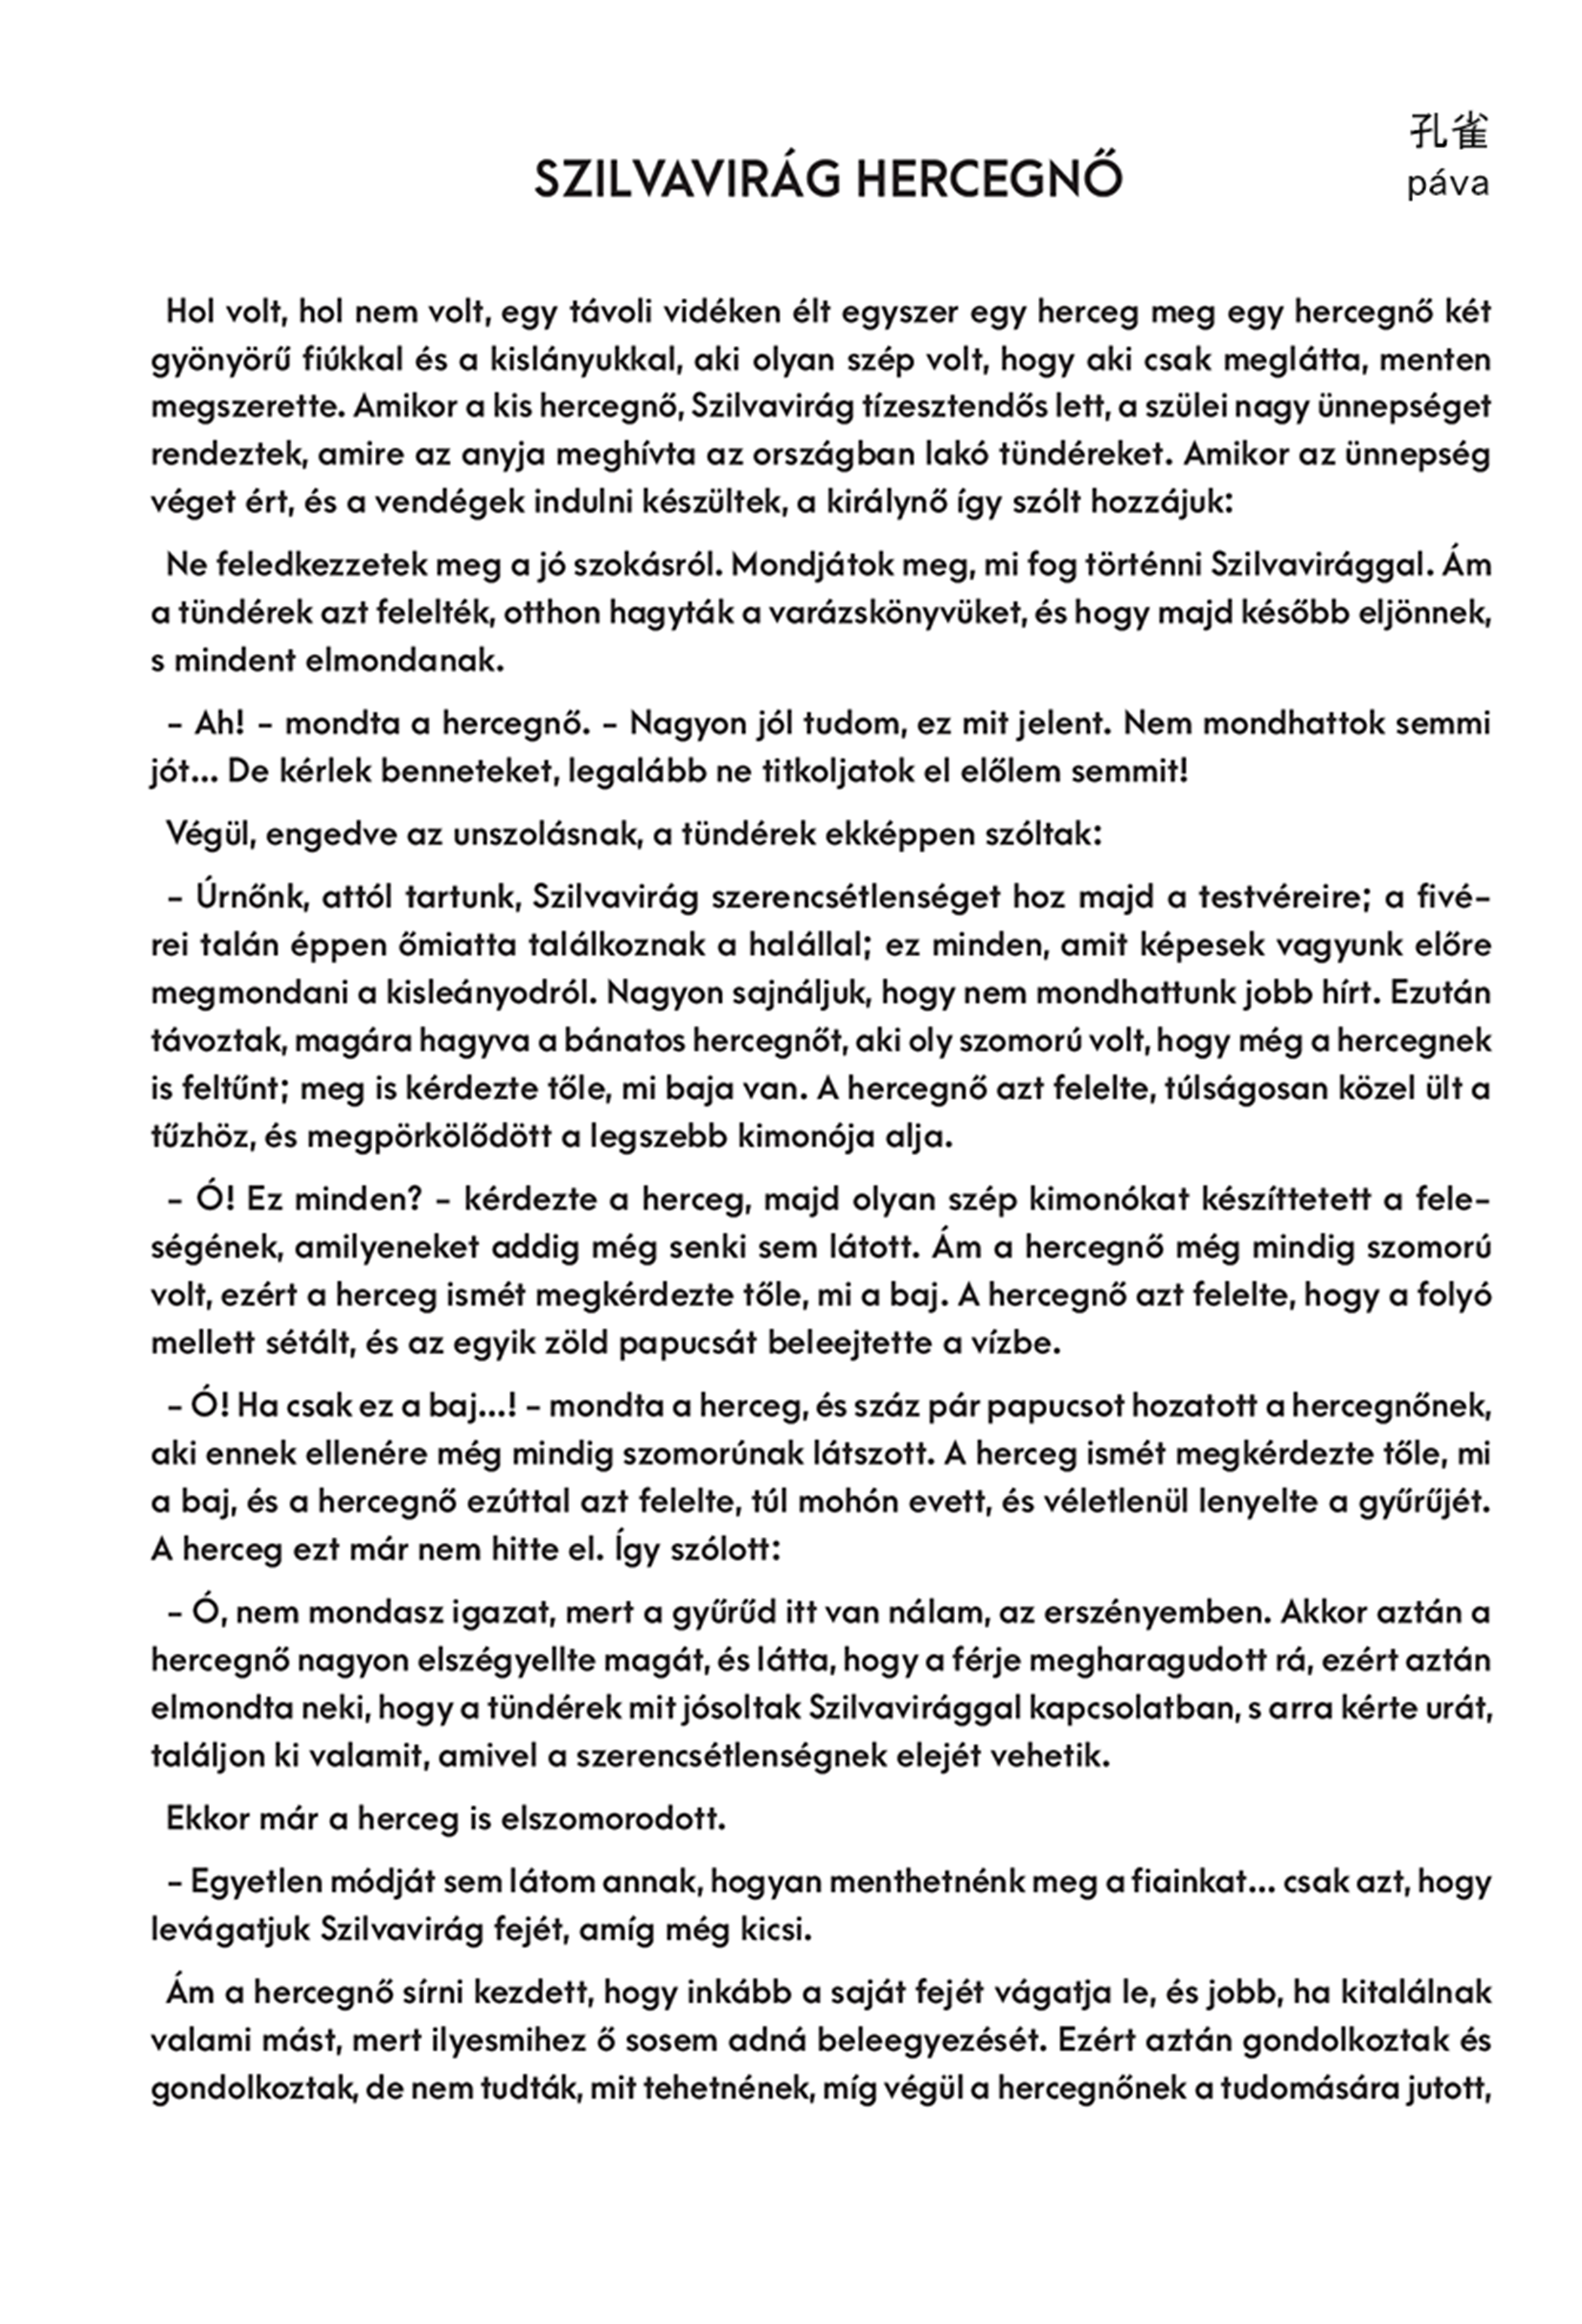 孔雀
páva
SZILVAVIRÁG HERCEGNŐ
Hol volt, hol nem volt, egy távoli vidéken élt egyszer egy herceg meg egy hercegnő két
gyönyörű fiúkkal és a kislányukkal, aki olyan szép volt, hogy aki csak meglátta, menten
megszerette. Amikor a kis hercegnő, Szilvavirág tízesztendős lett, a szülei nagy ünnepséget
rendeztek, amire az anyja meghívta az országban lakó tündéreket. Amikor az ünnepség
véget ért, és a vendégek indulni készültek, a királynő így szólt hozzájuk:
Ne feledkezzetek meg a jó szokásról. Mondjátok meg, mi fog történni Szilvavirággal. Ám
a tündérek azt felelték, otthon hagyták a varázskönyvüket, és hogy majd később eljönnek,
s mindent elmondanak.
– Ah! – mondta a hercegnő. – Nagyon jól tudom, ez mit jelent. Nem mondhattok semmi
jót... De kérlek benneteket, legalább ne titkoljatok el előlem semmit!
Végül, engedve az unszolásnak, a tündérek ekképpen szóltak:
– Úrnőnk, attól tartunk, Szilvavirág szerencsétlenséget hoz majd a testvéreire; a fivé-
rei talán éppen őmiatta találkoznak a halállal; ez minden, amit képesek vagyunk előre
megmondani a kisleányodról. Nagyon sajnáljuk, hogy nem mondhattunk jobb hírt. Ezután
távoztak, magára hagyva a bánatos hercegnőt, aki oly szomorú volt, hogy még a hercegnek
is feltűnt; meg is kérdezte tőle, mi baja van. A hercegnő azt felelte, túlságosan közel ült a
tűzhöz, és megpörkölődött a legszebb kimonója alja.
– Ó! Ez minden? – kérdezte a herceg, majd olyan szép kimonókat készíttetett a fele-
ségének, amilyeneket addig még senki sem látott. Ám a hercegnő még mindig szomorú
volt, ezért a herceg ismét megkérdezte tőle, mi a baj. A hercegnő azt felelte, hogy a folyó
mellett sétált, és az egyik zöld papucsát beleejtette a vízbe.
– Ó! Ha csak ez a baj...! – mondta a herceg, és száz pár papucsot hozatott a hercegnőnek,
aki ennek ellenére még mindig szomorúnak látszott. A herceg ismét megkérdezte tőle, mi
a baj, és a hercegnő ezúttal azt felelte, túl mohón evett, és véletlenül lenyelte a gyűrűjét.
A herceg ezt már nem hitte el. Így szólott:
– Ó, nem mondasz igazat, mert a gyűrűd itt van nálam, az erszényemben. Akkor aztán a
hercegnő nagyon elszégyellte magát, és látta, hogy a férje megharagudott rá, ezért aztán
elmondta neki, hogy a tündérek mit jósoltak Szilvavirággal kapcsolatban, s arra kérte urát,
találjon ki valamit, amivel a szerencsétlenségnek elejét vehetik.
Ekkor már a herceg is elszomorodott.
– Egyetlen módját sem látom annak, hogyan menthetnénk meg a fiainkat... csak azt, hogy
levágatjuk Szilvavirág fejét, amíg még kicsi.
Ám a hercegnő sírni kezdett, hogy inkább a saját fejét vágatja le, és jobb, ha kitalálnak
valami mást, mert ilyesmihez ő sosem adná beleegyezését. Ezért aztán gondolkoztak és
gondolkoztak, de nem tudták, mit tehetnének, míg végül a hercegnőnek a tudomására jutott,